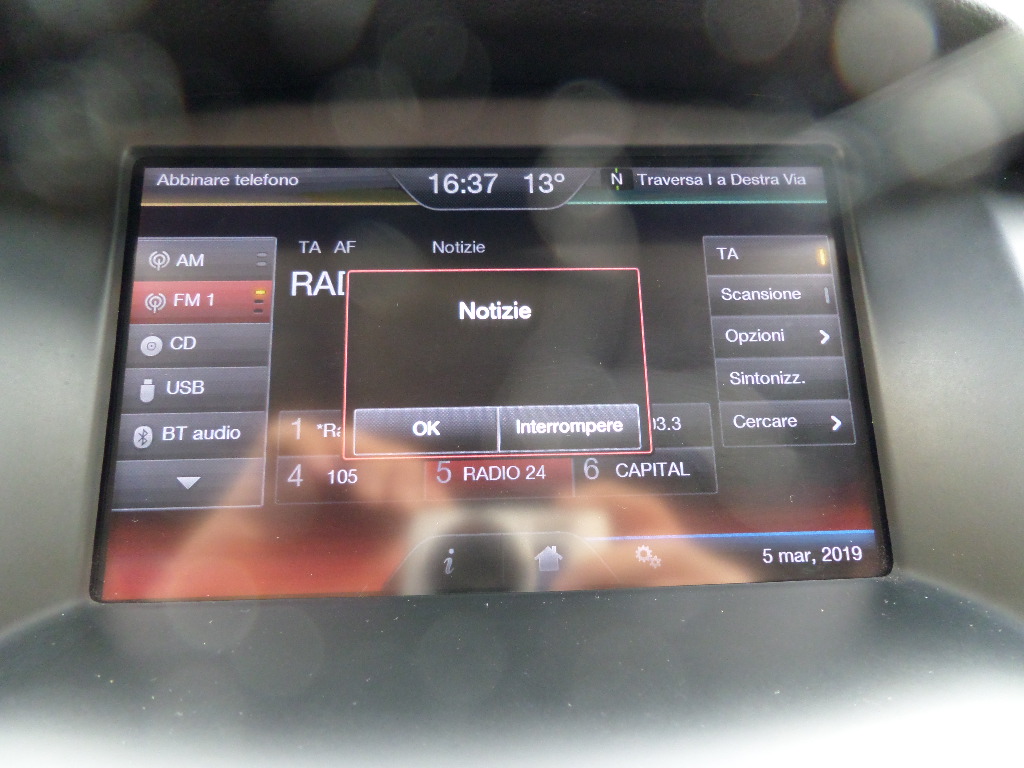 Abbinare telefono
16:37 13°
N Traversa I a Destra Via
TA AF
Notizie
AM
FM 1
CD
USB
BT audio
Notizie
OK
Interrompere
1
4 105
5 RADIO 24
6 CAPITAL
TA
Scansione
Opzioni
Sintonizz.
Cercare
i
5 mar, 2019